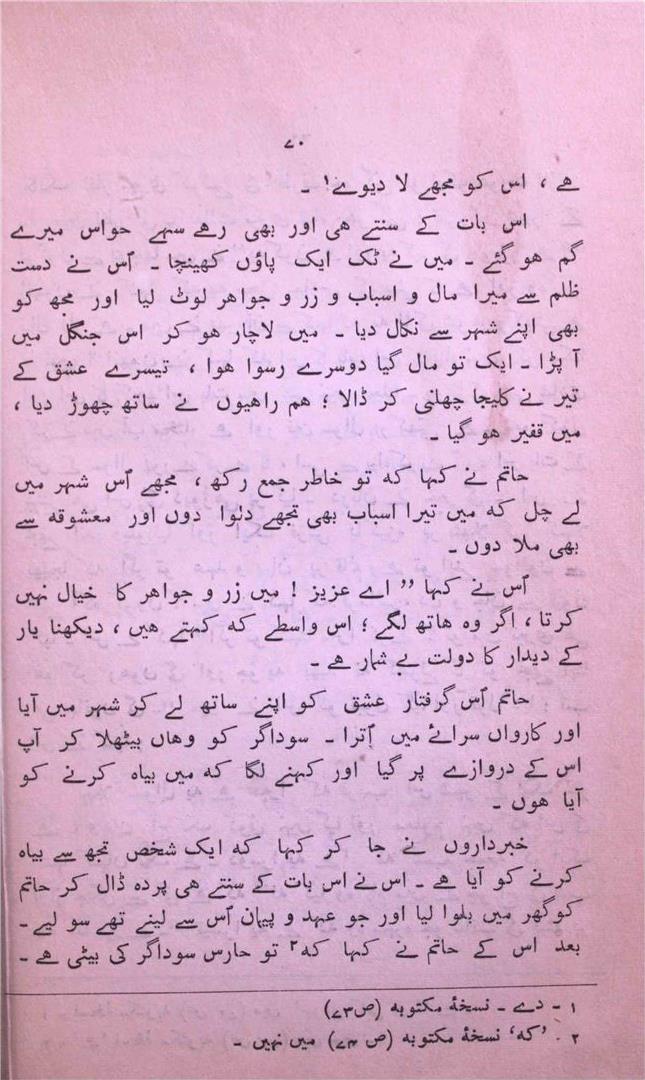 ۷۰
ہے ، اس کو مجھے لا دیوے۱ ۔
اس بات کے سنتے ہی اور بھی رہے سہے حواس میرے
گم ہو گئے ۔ میں نے ٹک ایک پاؤں کھینچا ۔ اُس نے دست
ظلم سے میرا مال و اسباب و زر و جواہر لوٹ لیا اور مجھ کو
بھی اپنے شہر سے نکال دیا ۔ میں لاچار ہو کر اس جنگل میں
آ پڑا ۔ ایک تو مال گیا دوسرے رسوا ہوا ، تیسرے عشق کے
تیر نے کلیجا چھلنی کر ڈالا ؛ ہم راہیوں نے ساتھ چھوڑ دیا ،
میں فقیر ہو گیا ۔
حاتم نے کہا کہ تو خاطر جمع رکھ ، مجھے اُس شہر میں
لے چل کہ میں تیرا اسباب بھی تجھے دلوا دوں اور معشوقہ سے
بھی ملا دوں ۔
اُس نے کہا ”اے عزیز ! میں زر و جواہر کا خیال نہیں
کرتا ، اگر وہ ہاتھ لگے ؛ اس واسطے کہ کہتے ہیں ، دیکھنا یار
کے دیدار کا دولت بے شمار ہے ۔
حاتم اُس گرفتار عشق کو اپنے ساتھ لے کر شہر میں آیا
اور کارواں سرائے میں اُترا ۔ سوداگر کو وہاں بیٹھلا کر آپ
اس کے دروازے پر گیا اور کہنے لگا کہ میں بیاہ کرنے کو
آیا ہوں ۔
خبرداروں نے جا کر کہا کہ ایک شخص تجھ سے بیاہ
کرنے کو آیا ہے ۔ اس نے اس بات کے سنتے ہی پردہ ڈال کر حاتم
کو گھر میں بلوا لیا اور جو عہد و پیمان اُس سے لینے تھے سو لیے ۔
بعد اس کے حاتم نے کہا کہ۲ تو حارس سوداگر کی بیٹی ہے ۔
۱ ۔ دے ۔ نسخۂ مکتوبہ (ص۷۳)
۲ ۔ ’کہ‘ نسخۂ مکتوبہ (ص ۷۴) میں نہیں ۔